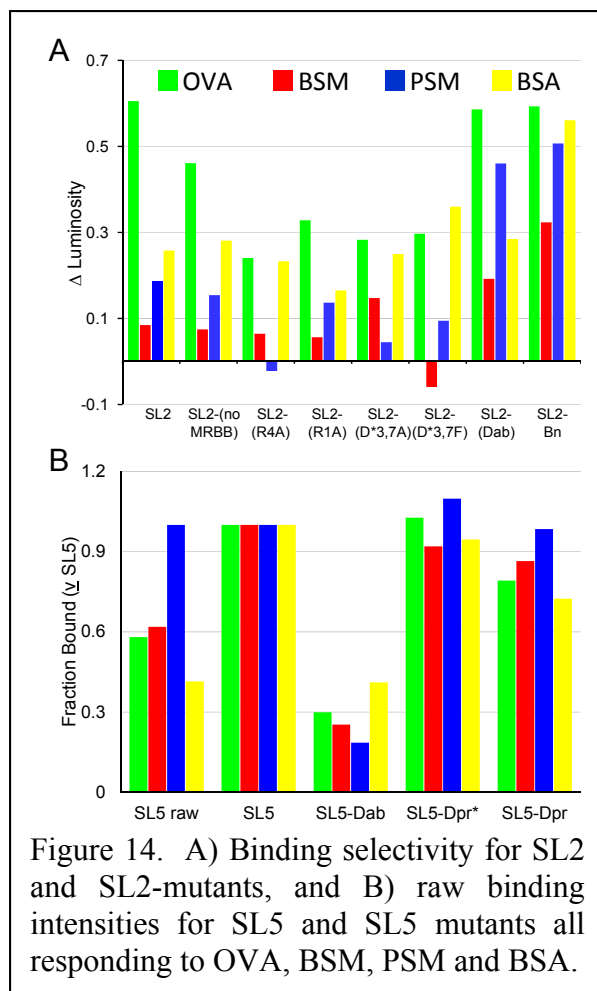 A
0.7
OVA BSM PSM BSA
0.5
0.3
0.1
-0.1
Δ Luminosity
SL2 SL2-(no MRBB) SL2-(R4A) SL2-(R1A) SL2-(D*3,7A) SL2-(D*3,7F) SL2-(Dab) SL2-Bn
B
1.2
0.9
0.6
0.3
0
Fraction Bound (v SL5)
SL5 raw SL5 SL5-Dab SL5-Dpr* SL5-Dpr
Figure 14. A) Binding selectivity for SL2
and SL2-mutants, and B) raw binding
intensities for SL5 and SL5 mutants all
responding to OVA, BSM, PSM and BSA.